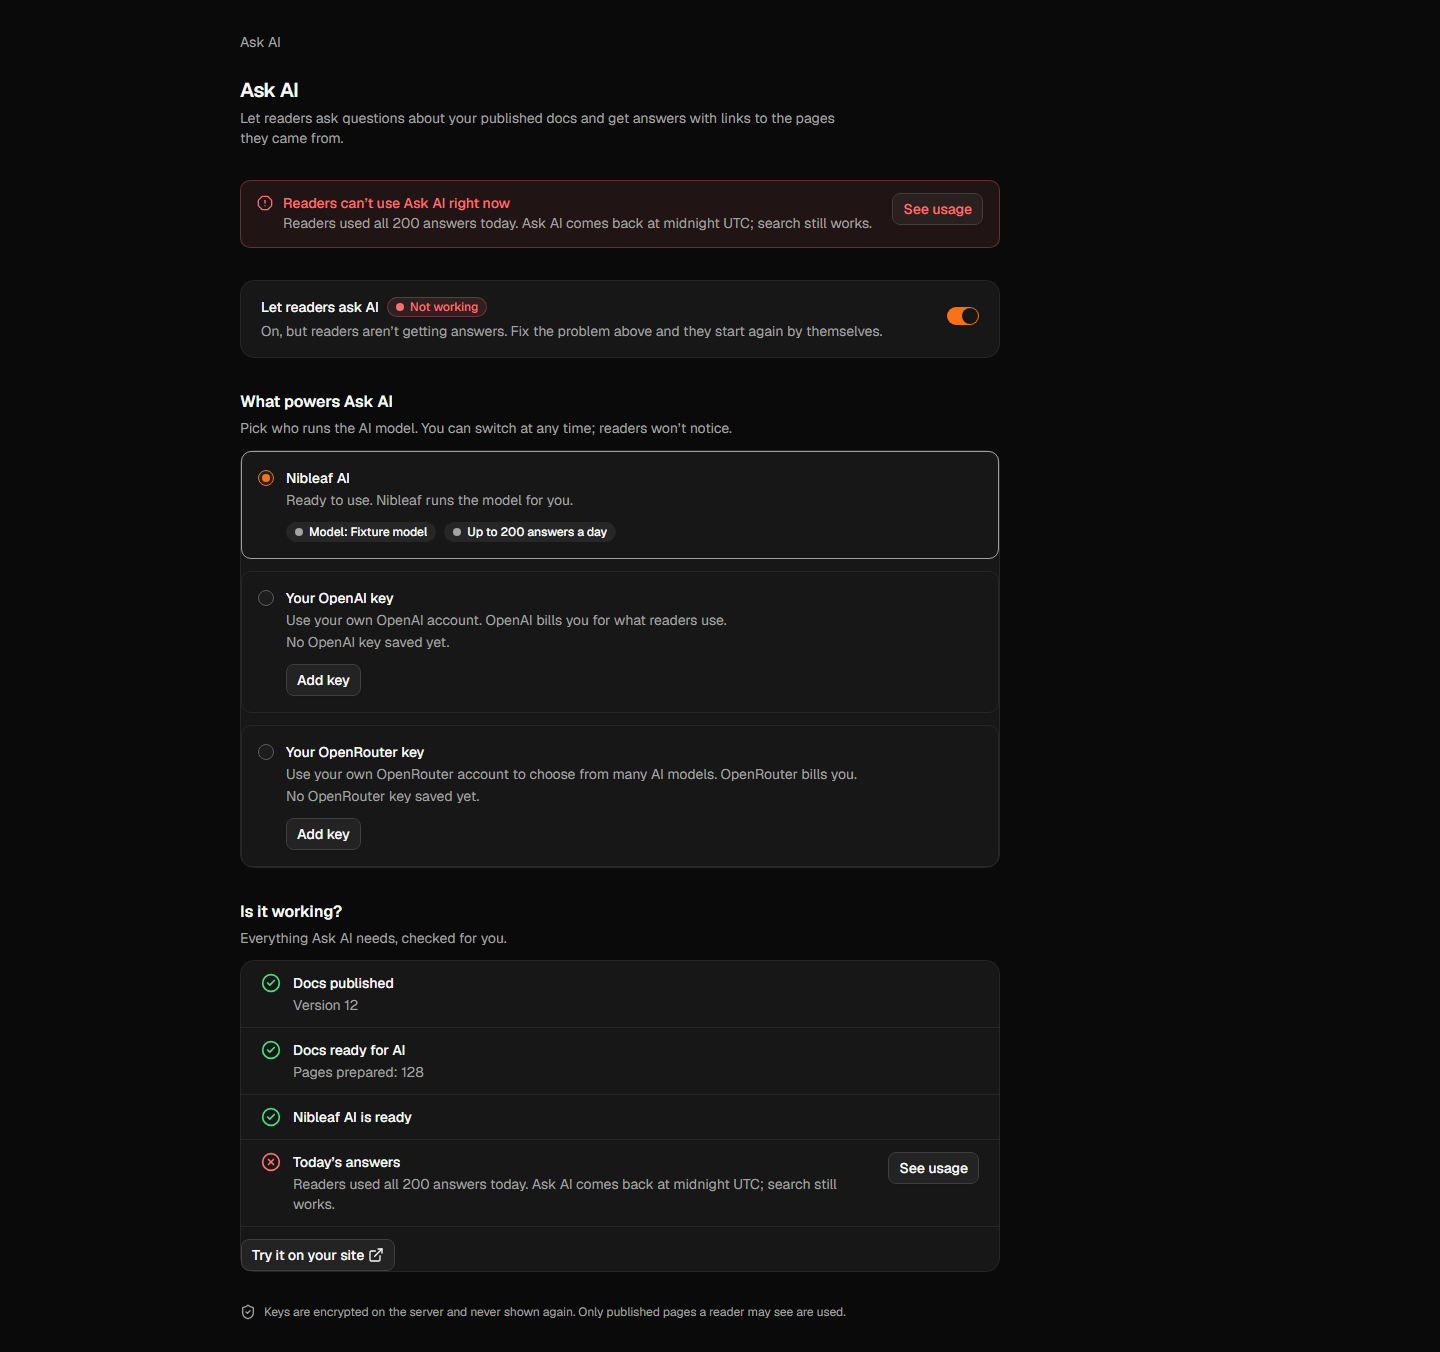 Ask AI
Ask AI
Let readers ask questions about your published docs and get answers with links to the pages
they came from.
Readers can’t use Ask AI right now
Readers used all 200 answers today. Ask AI comes back at midnight UTC; search still works.
See usage
Let readers ask AI
Not working
On, but readers aren’t getting answers. Fix the problem above and they start again by themselves.
What powers Ask AI
Pick who runs the AI model. You can switch at any time; readers won’t notice.
Nibleaf AI
Ready to use. Nibleaf runs the model for you.
Model: Fixture model
Up to 200 answers a day
Your OpenAI key
Use your own OpenAI account. OpenAI bills you for what readers use.
No OpenAI key saved yet.
Add key
Your OpenRouter key
Use your own OpenRouter account to choose from many AI models. OpenRouter bills you.
No OpenRouter key saved yet.
Add key
Is it working?
Everything Ask AI needs, checked for you.
Docs published
Version 12
Docs ready for AI
Pages prepared: 128
Nibleaf AI is ready
Today’s answers
Readers used all 200 answers today. Ask AI comes back at midnight UTC; search still
works.
See usage
Try it on your site
Keys are encrypted on the server and never shown again. Only published pages a reader may see are used.